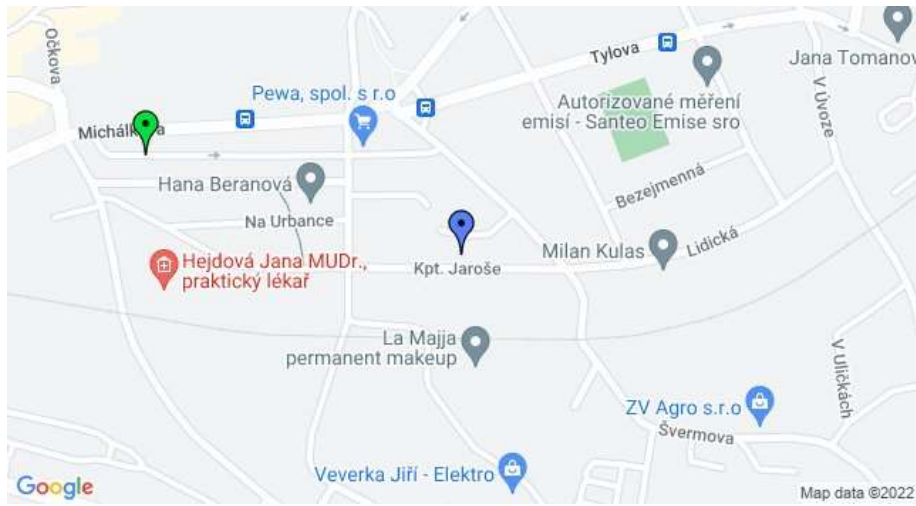 Očkova
Tylova
Jana Tomanov
Pewa, spol. s r.o
V Úvoze
Autorizované měření
emisí - Santeo Emise sro
Hana Beranová
Bezejmenná
Na Urbance
Lidická
Milan Kulas
Hejdová Jana MUDr.,
praktický lékař
Kpt. Jaroše
La Majja
permanent makeup
V Uličkách
ZV Agro s.r.o
Švermova
Veverka Jiří - Elektro
Google
Map data ©2022